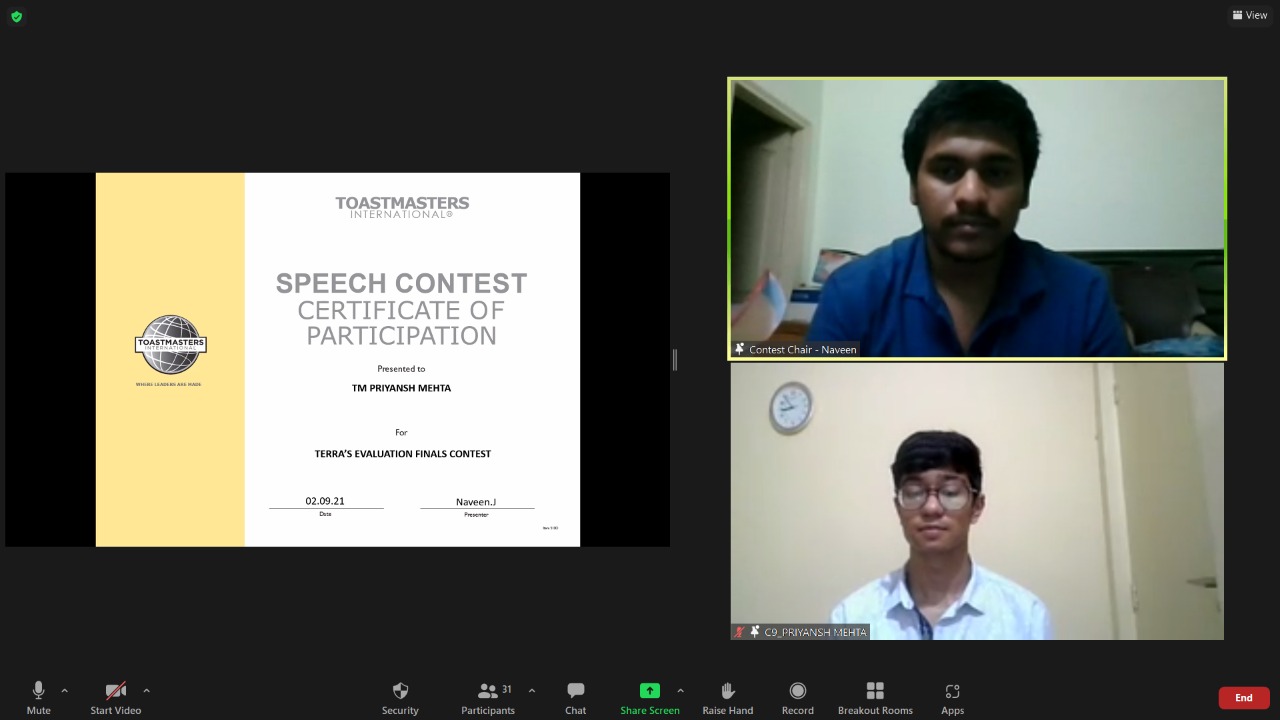 View
TOASTMASTERS
INTERNATIONAL®
SPEECH CONTEST
CERTIFICATE OF
PARTICIPATION
Presented to
TM PRIYANSH MEHTA
For
TERRA'S EVALUATION FINALS CONTEST
02.09.21
Date
Naveen.J
Presenter
TOASTMASTERS
INTERNATIONAL
WHERE LEADERS ARE MADE
Contest Chair - Naveen
C9_PRIYANSH MEHTA
Mute
Start Video
Security
Participants
31
Chat
Share Screen
Raise Hand
Record
Breakout Rooms
Apps
End